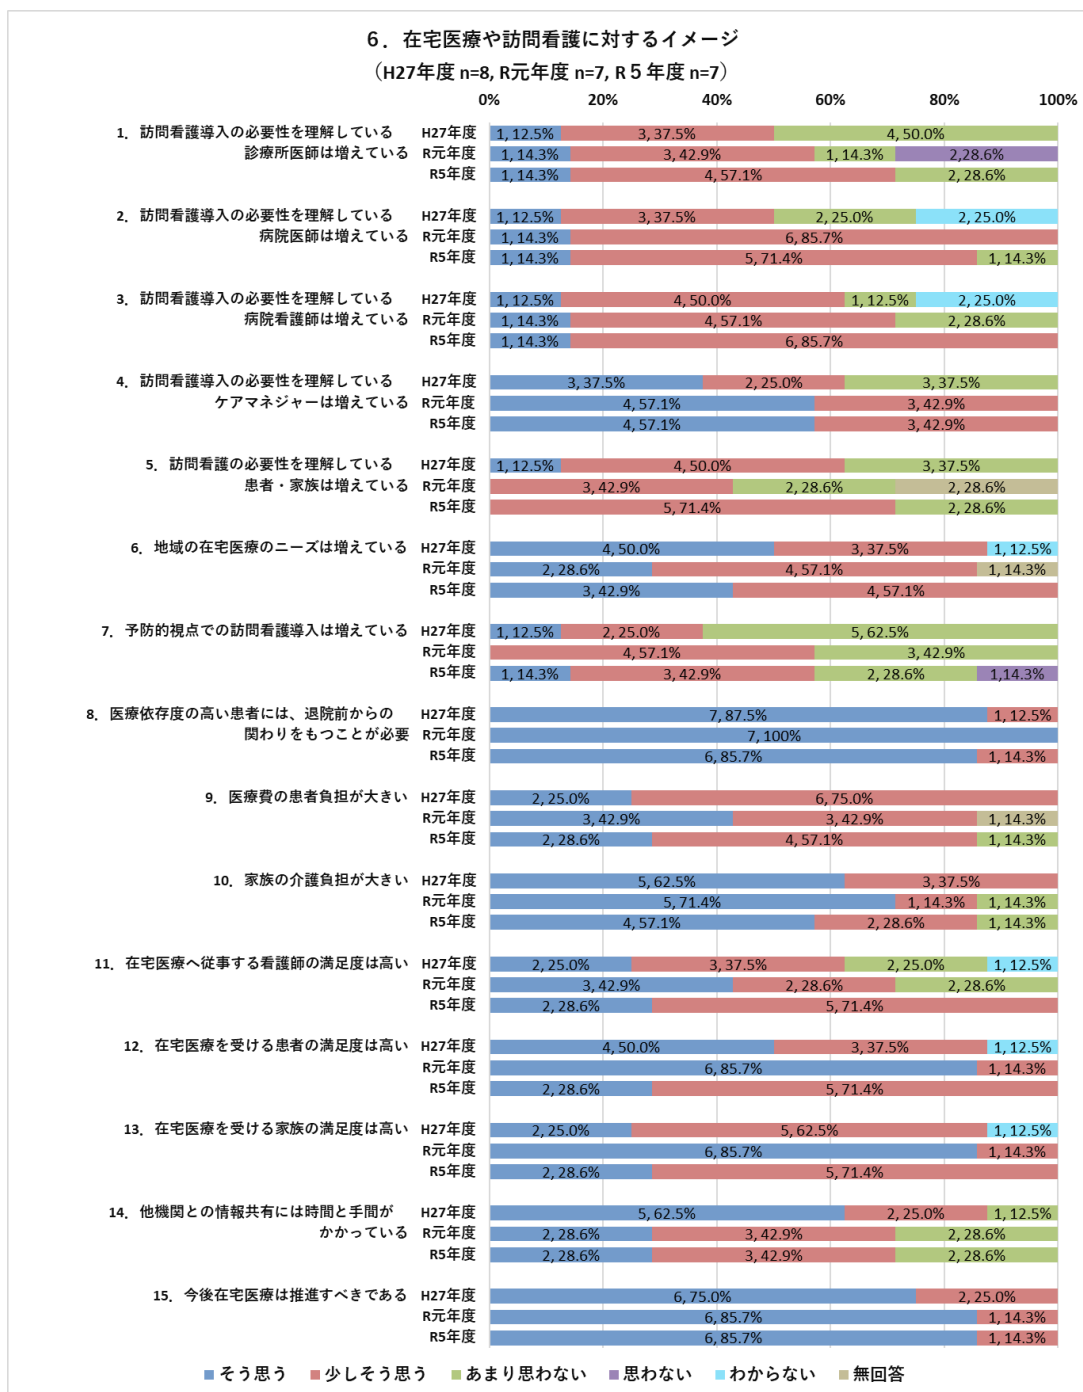 6．在宅医療や訪問看護に対するイメージ
（H27年度 n=8, R元年度 n=7, R５年度 n=7）
0% 20% 40% 60% 80% 100%
1．訪問看護導入の必要性を理解している H27年度 1, 12.5% 3, 37.5% 4, 50.0%
診療所医師は増えている R元年度 1, 14.3% 3, 42.9% 1, 14.3% 2,28.6%
R5年度 1, 14.3% 4, 57.1% 2, 28.6%
2．訪問看護導入の必要性を理解している H27年度 1, 12.5% 3, 37.5% 2, 25.0% 2, 25.0%
病院医師は増えている R元年度 1, 14.3% 6, 85.7%
R5年度 1, 14.3% 5, 71.4% 1, 14.3%
3．訪問看護導入の必要性を理解している H27年度 1, 12.5% 4, 50.0% 1, 12.5% 2, 25.0%
病院看護師は増えている R元年度 1, 14.3% 4, 57.1% 2, 28.6%
R5年度 1, 14.3% 6, 85.7%
4．訪問看護導入の必要性を理解している H27年度 3, 37.5% 2, 25.0% 3, 37.5%
ケアマネジャーは増えている R元年度 4, 57.1% 3, 42.9%
R5年度 4, 57.1% 3, 42.9%
5．訪問看護の必要性を理解している H27年度 1, 12.5% 4, 50.0% 3, 37.5%
患者・家族は増えている R元年度 3, 42.9% 2, 28.6% 2, 28.6%
R5年度 5, 71.4% 2, 28.6%
6．地域の在宅医療のニーズは増えている H27年度 4, 50.0% 3, 37.5% 1, 12.5%
R元年度 2, 28.6% 4, 57.1% 1, 14.3%
R5年度 3, 42.9% 4, 57.1%
7．予防的視点での訪問看護導入は増えている H27年度 1, 12.5% 2, 25.0% 5, 62.5%
R元年度 4, 57.1% 3, 42.9%
R5年度 1, 14.3% 3, 42.9% 2, 28.6% 1,14.3%
8．医療依存度の高い患者には、退院前からの H27年度 7, 87.5% 1, 12.5%
関わりをもつことが必要 R元年度 7, 100%
R5年度 6, 85.7% 1, 14.3%
9．医療費の患者負担が大きい H27年度 2, 25.0% 6, 75.0%
R元年度 3, 42.9% 3, 42.9% 1, 14.3%
R5年度 2, 28.6% 4, 57.1% 1, 14.3%
10．家族の介護負担が大きい H27年度 5, 62.5% 3, 37.5%
R元年度 5, 71.4% 1, 14.3% 1, 14.3%
R5年度 4, 57.1% 2, 28.6% 1, 14.3%
11．在宅医療へ従事する看護師の満足度は高い H27年度 2, 25.0% 3, 37.5% 2, 25.0% 1, 12.5%
R元年度 3, 42.9% 2, 28.6% 2, 28.6%
R5年度 2, 28.6% 5, 71.4%
12．在宅医療を受ける患者の満足度は高い H27年度 4, 50.0% 3, 37.5% 1, 12.5%
R元年度 6, 85.7% 1, 14.3%
R5年度 2, 28.6% 5, 71.4%
13．在宅医療を受ける家族の満足度は高い H27年度 2, 25.0% 5, 62.5% 1, 12.5%
R元年度 6, 85.7% 1, 14.3%
R5年度 2, 28.6% 5, 71.4%
14．他機関との情報共有には時間と手間が H27年度 5, 62.5% 2, 25.0% 1, 12.5%
かかっている R元年度 2, 28.6% 3, 42.9% 2, 28.6%
R5年度 2, 28.6% 3, 42.9% 2, 28.6%
15．今後在宅医療は推進すべきである H27年度 6, 75.0% 2, 25.0%
R元年度 6, 85.7% 1, 14.3%
R5年度 6, 85.7% 1, 14.3%
そう思う 少しそう思う あまり思わない 思わない わからない 無回答